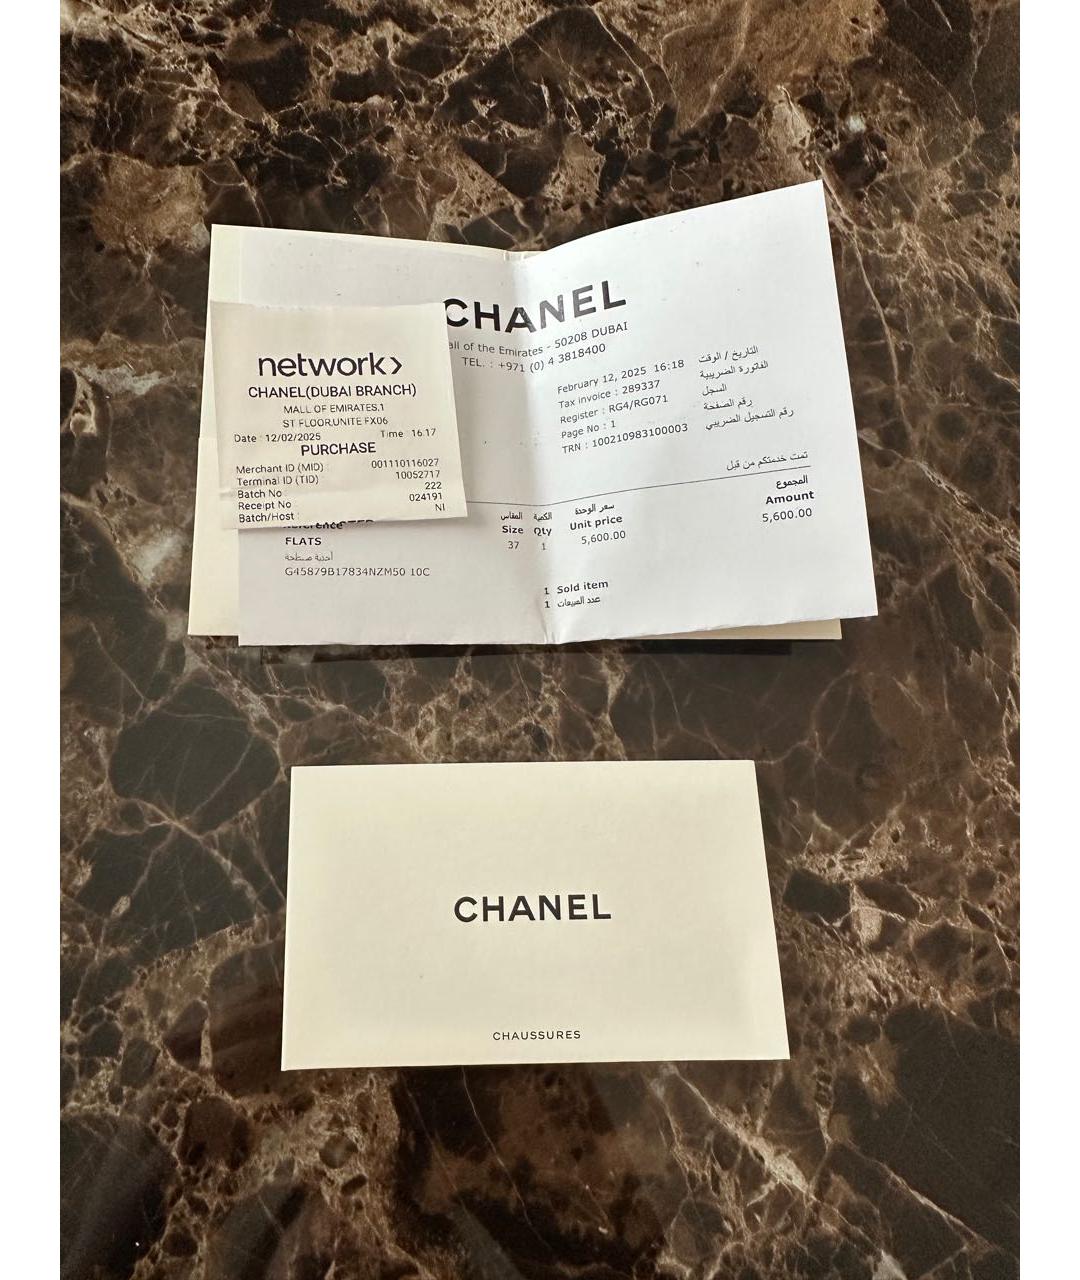 CHANEL
all of the Emirates - 50208 DUBAI
TEL. : +971 (0) 4 3818400
February 12, 2025 16:18 التاريخ / الوقت
Tax invoice : 289337 الفاتورة الضريبية
Register : RG4/RG071 السجل
Page No : 1 رقم الصفحة
TRN : 100210983100003 رقم التسجيل الضريبي
تمت خدمتكم من قبل
network>
CHANEL(DUBAI BRANCH)
MALL OF EMIRATES,1
ST FLOOR,UNITE FX06
Date : 12/02/2025 Time : 16:17
PURCHASE
Merchant ID (MID) 001110116027
Terminal ID (TID) 10052717
Batch No : 222
Receipt No 024191
Batch/Host : NI
المقاس الكمية سعر الوحدة المجموع
Size Qty Unit price Amount
FLATS 37 1 5,600.00 5,600.00
أحذية مسطحة
G45879B17834NZM50 10C
1 Sold item
1 عدد المبيعات
CHANEL
CHAUSSURES